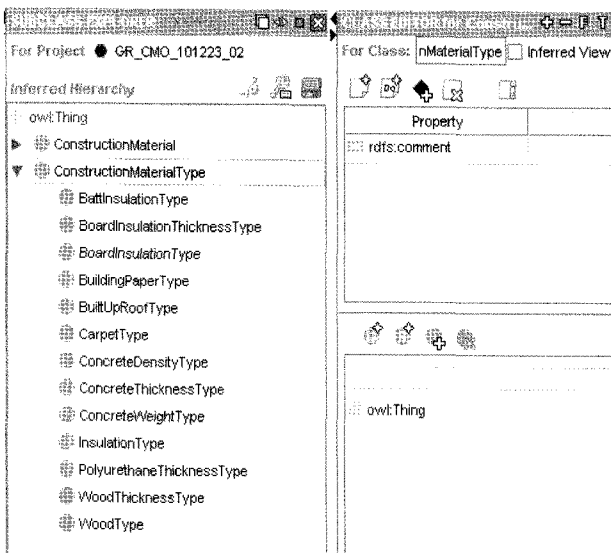 For Project GR_CMO_101223_02
Inferred Hierarchy
owl:Thing
ConstructionMaterial
ConstructionMaterialType
BattInsulationType
BoardInsulationThicknessType
BoardInsulationType
BuildingPaperType
BuiltUpRoofType
CarpetType
ConcreteDensityType
ConcreteThicknessType
ConcreteWeightType
InsulationType
PolyurethaneThicknessType
WoodThicknessType
WoodType
For Class: nMaterialType Inferred View
Property
rdfs:comment
owl:Thing